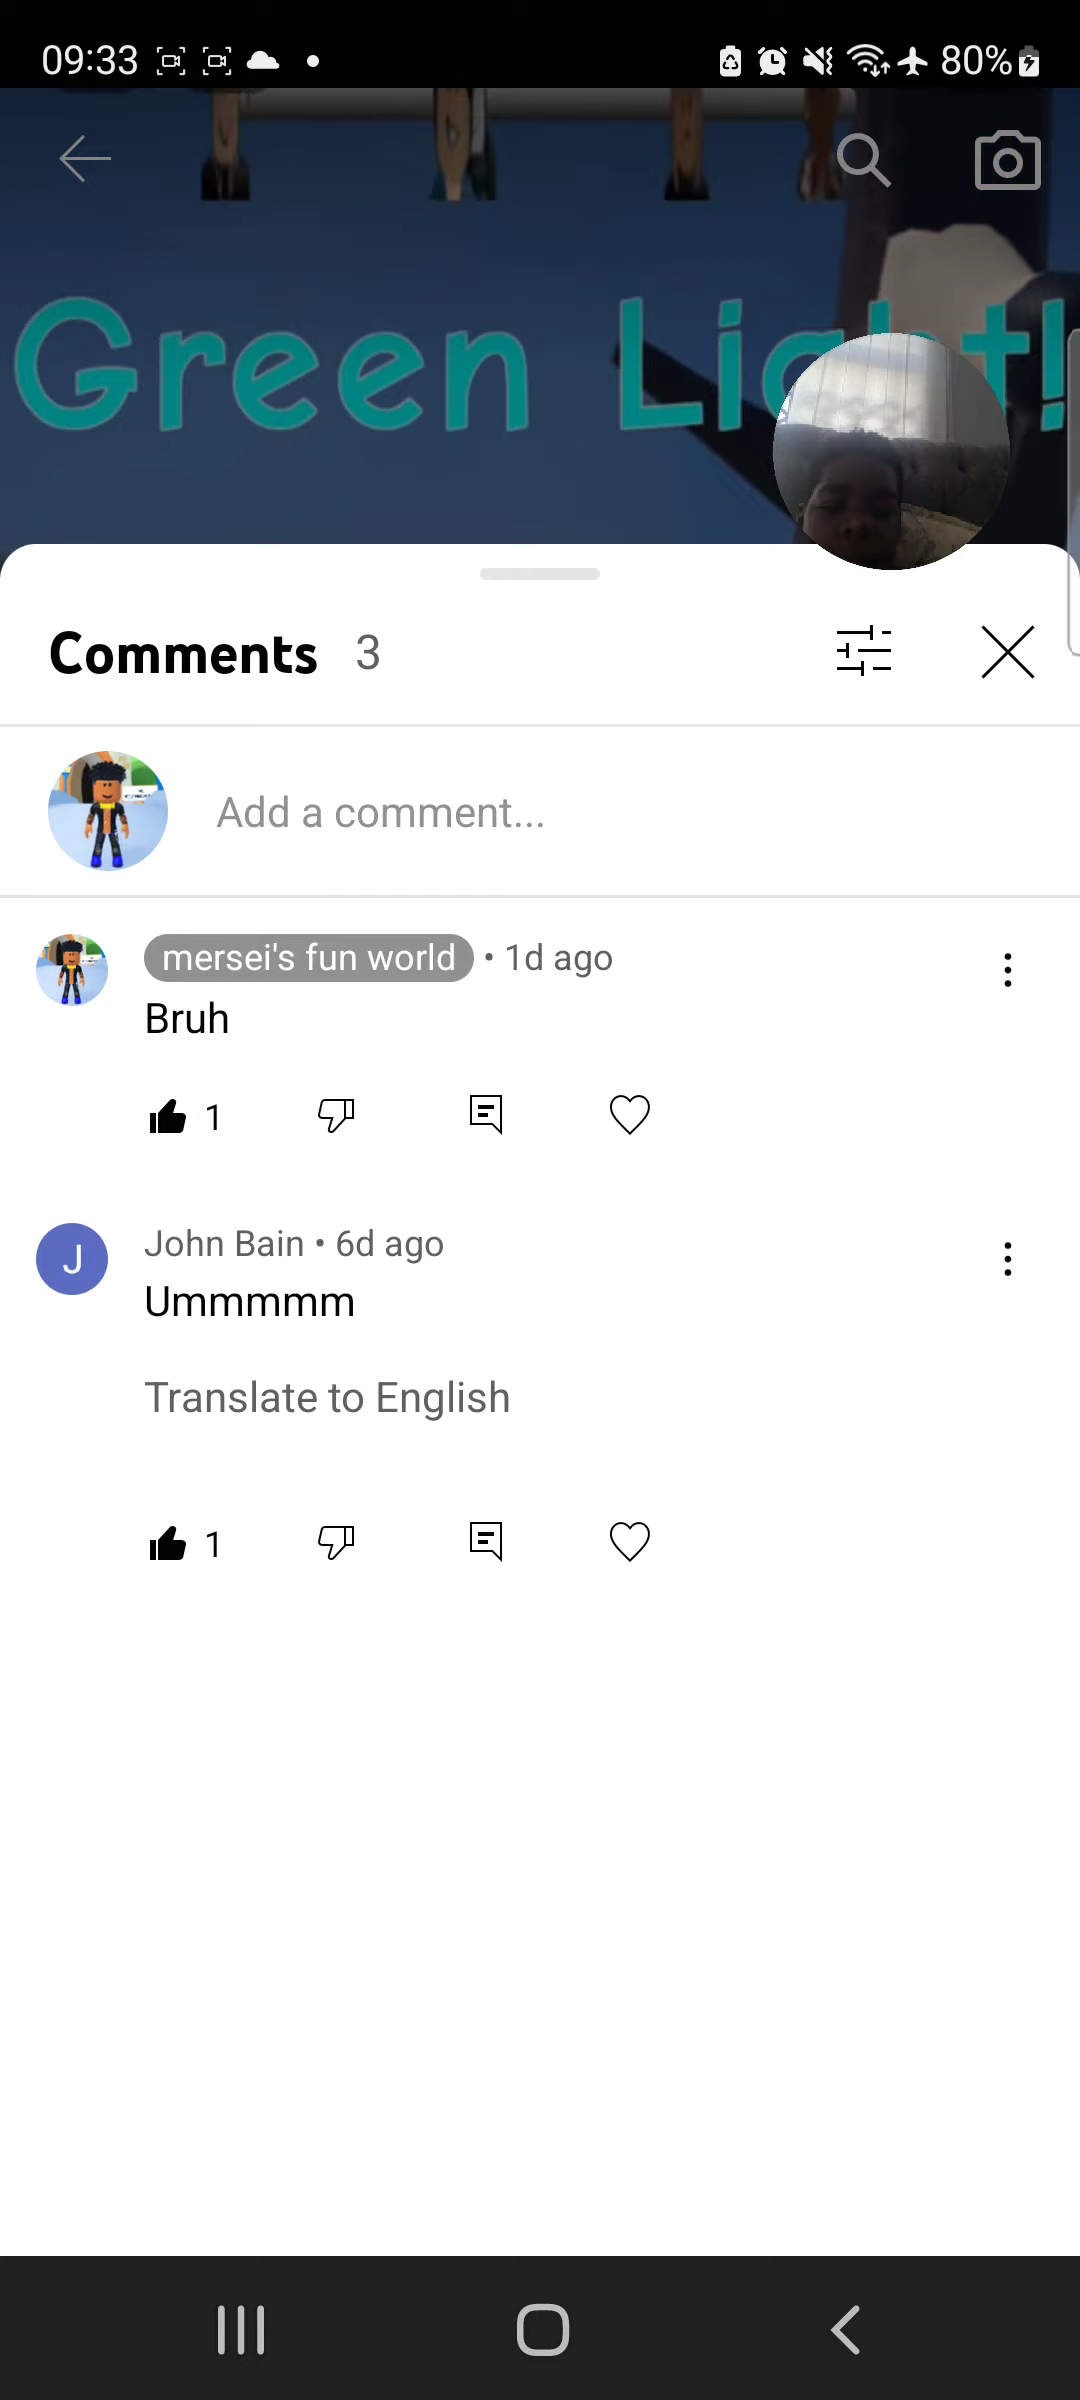 09:33 80%
Green Light!
Comments 3
Add a comment...
mersei's fun world • 1d ago
Bruh
1
J John Bain • 6d ago
Ummmmm
Translate to English
1